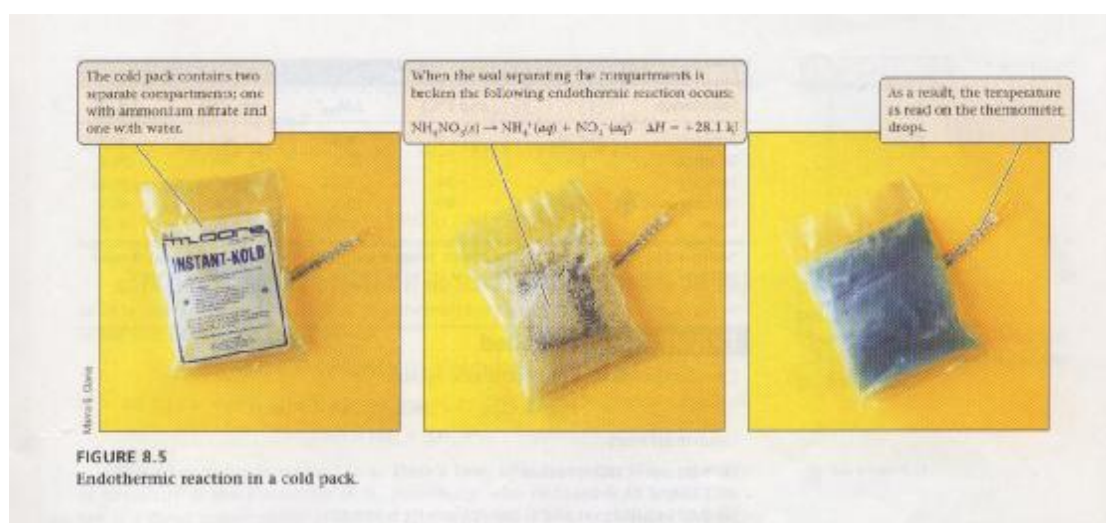 The cold pack contains two
separate compartments; one
with ammonium nitrate and
one with water.
When the seal separating the compartments is
broken the following endothermic reaction occurs:
NH₄NO₃(s) → NH₄⁺(aq) + NO₃⁻(aq) ΔH = +28.1 kJ
As a result, the temperature
as read on the thermometer,
drops.
moore
INSTANT-KOLD
FIGURE 8.5
Endothermic reaction in a cold pack.